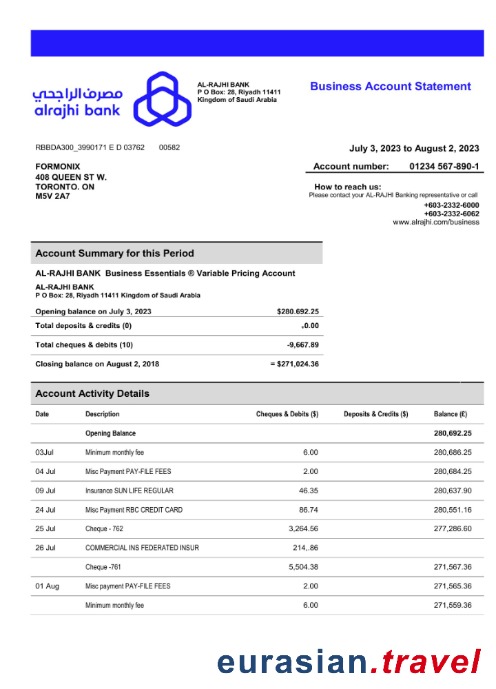 مصرف الراجحي
alrajhi bank
AL-RAJHI BANK
P O Box: 28, Riyadh 11411
Kingdom of Saudi Arabia
Business Account Statement
RBBDA300_3990171 E D 03762 00582
July 3, 2023 to August 2, 2023
FORMONIX
408 QUEEN ST W.
TORONTO. ON
M5V 2A7
Account number: 01234 567-890-1
How to reach us:
Please contact your AL-RAJHI Banking representative or call
+603-2332-6000
+603-2332-6062
www.alrajhi.com/business
Account Summary for this Period
AL-RAJHI BANK Business Essentials ® Variable Pricing Account
AL-RAJHI BANK
P O Box: 28, Riyadh 11411 Kingdom of Saudi Arabia
Opening balance on July 3, 2023 $280.692.25
Total deposits & credits (0) .0.00
Total cheques & debits (10) -9,667.89
Closing balance on August 2, 2018 = $271,024.36
Account Activity Details
Date Description Cheques & Debits ($) Deposits & Credits ($) Balance (£)
Opening Balance 280,692.25
03Jul Minimum monthly fee 6.00 280,686.25
04 Jul Misc Payment PAY-FILE FEES 2.00 280,684.25
09 Jul Insurance SUN LIFE REGULAR 46.35 280,637.90
24 Jul Misc Payment RBC CREDIT CARD 86.74 280,551.16
25 Jul Cheque - 762 3,264.56 277,286.60
26 Jul COMMERCIAL INS FEDERATED INSUR 214,.86
Cheque -761 5,504.38 271,567.36
01 Aug Misc payment PAY-FILE FEES 2.00 271,565.36
Minimum monthly fee 6.00 271,559.36
eurasian.travel